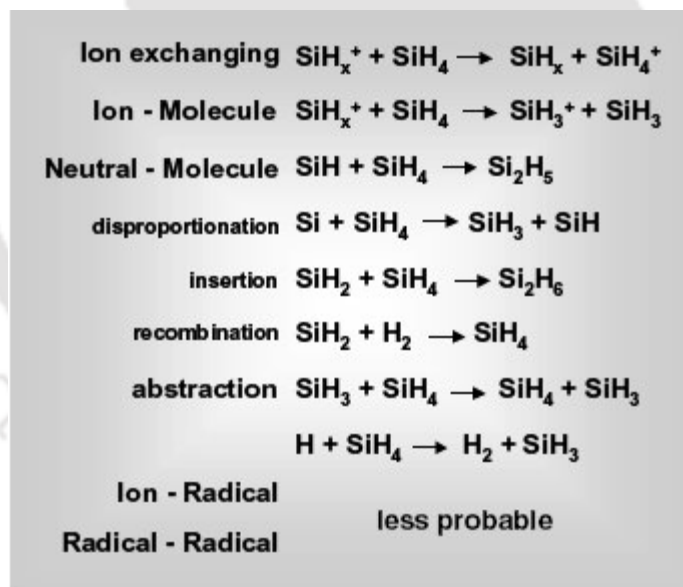 Ion exchanging SiHₓ⁺ + SiH₄ → SiHₓ + SiH₄⁺
Ion - Molecule SiHₓ⁺ + SiH₄ → SiH₃⁺ + SiH₃
Neutral - Molecule SiH + SiH₄ → Si₂H₅
disproportionation Si + SiH₄ → SiH₃ + SiH
insertion SiH₂ + SiH₄ → Si₂H₆
recombination SiH₂ + H₂ → SiH₄
abstraction SiH₃ + SiH₄ → SiH₄ + SiH₃
H + SiH₄ → H₂ + SiH₃
Ion - Radical
less probable
Radical - Radical